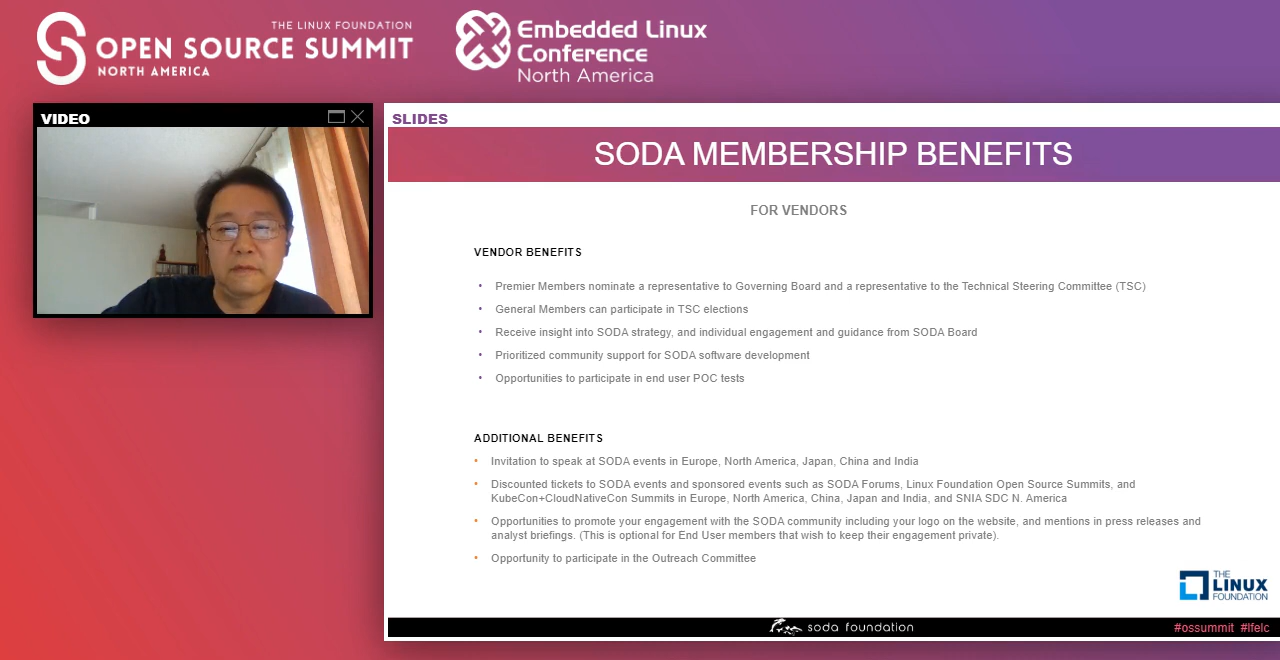 THE LINUX FOUNDATION
OPEN SOURCE SUMMIT
NORTH AMERICA
Embedded Linux
Conference
North America
VIDEO
SLIDES
SODA MEMBERSHIP BENEFITS
FOR VENDORS
VENDOR BENEFITS
• Premier Members nominate a representative to Governing Board and a representative to the Technical Steering Committee (TSC)
• General Members can participate in TSC elections
• Receive insight into SODA strategy, and individual engagement and guidance from SODA Board
• Prioritized community support for SODA software development
• Opportunities to participate in end user POC tests
ADDITIONAL BENEFITS
• Invitation to speak at SODA events in Europe, North America, Japan, China and India
• Discounted tickets to SODA events and sponsored events such as SODA Forums, Linux Foundation Open Source Summits, and
KubeCon+CloudNativeCon Summits in Europe, North America, China, Japan and India, and SNIA SDC N. America
• Opportunities to promote your engagement with the SODA community including your logo on the website, and mentions in press releases and
analyst briefings. (This is optional for End User members that wish to keep their engagement private).
• Opportunity to participate in the Outreach Committee
THE
LINUX
FOUNDATION
soda foundation
#ossummit #lfelc